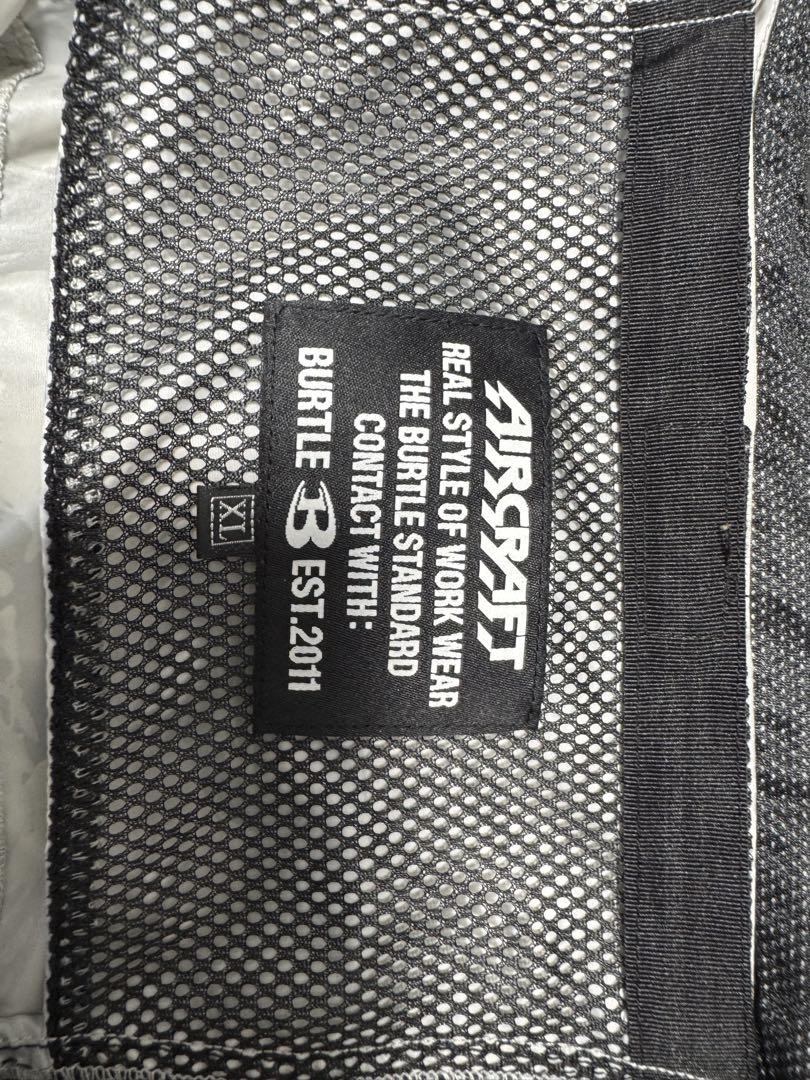 AIRCRAFT
REAL STYLE OF WORK WEAR
THE BURTLE STANDARD
CONTACT WITH:
BURTLE B EST.2011
XL